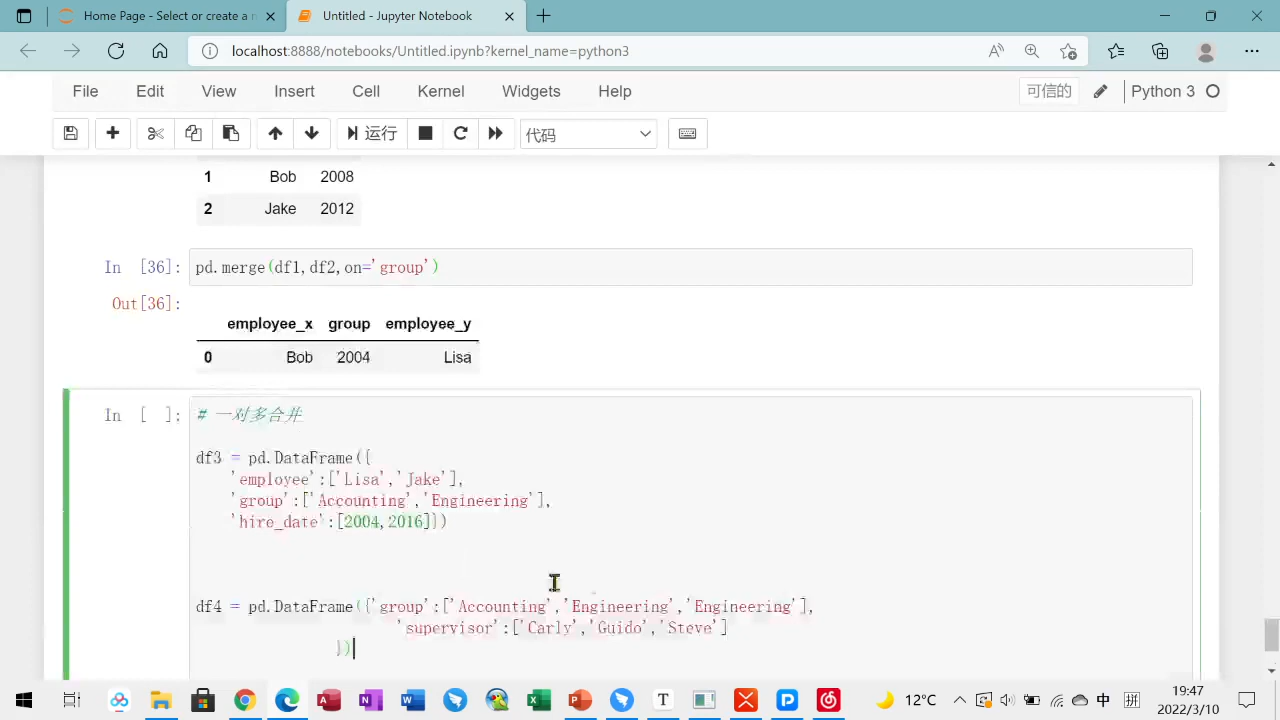 Home Page - Select or create a n
Untitled - Jupyter Notebook
localhost:8888/notebooks/Untitled.ipynb?kernel_name=python3
File Edit View Insert Cell Kernel Widgets Help 可信的 Python 3
运行 代码
1 Bob 2008
2 Jake 2012
In [36]: pd.merge(df1,df2,on='group')
Out[36]:
employee_x group employee_y
0 Bob 2004 Lisa
In [ ]: # 一对多合并
df3 = pd.DataFrame({
'employee':['Lisa','Jake'],
'group':['Accounting','Engineering'],
'hire_date':[2004,2016]})
df4 = pd.DataFrame({'group':['Accounting','Engineering','Engineering'],
'supervisor':['Carly','Guido','Steve']
})
12°C 中 拼 19:47
2022/3/10